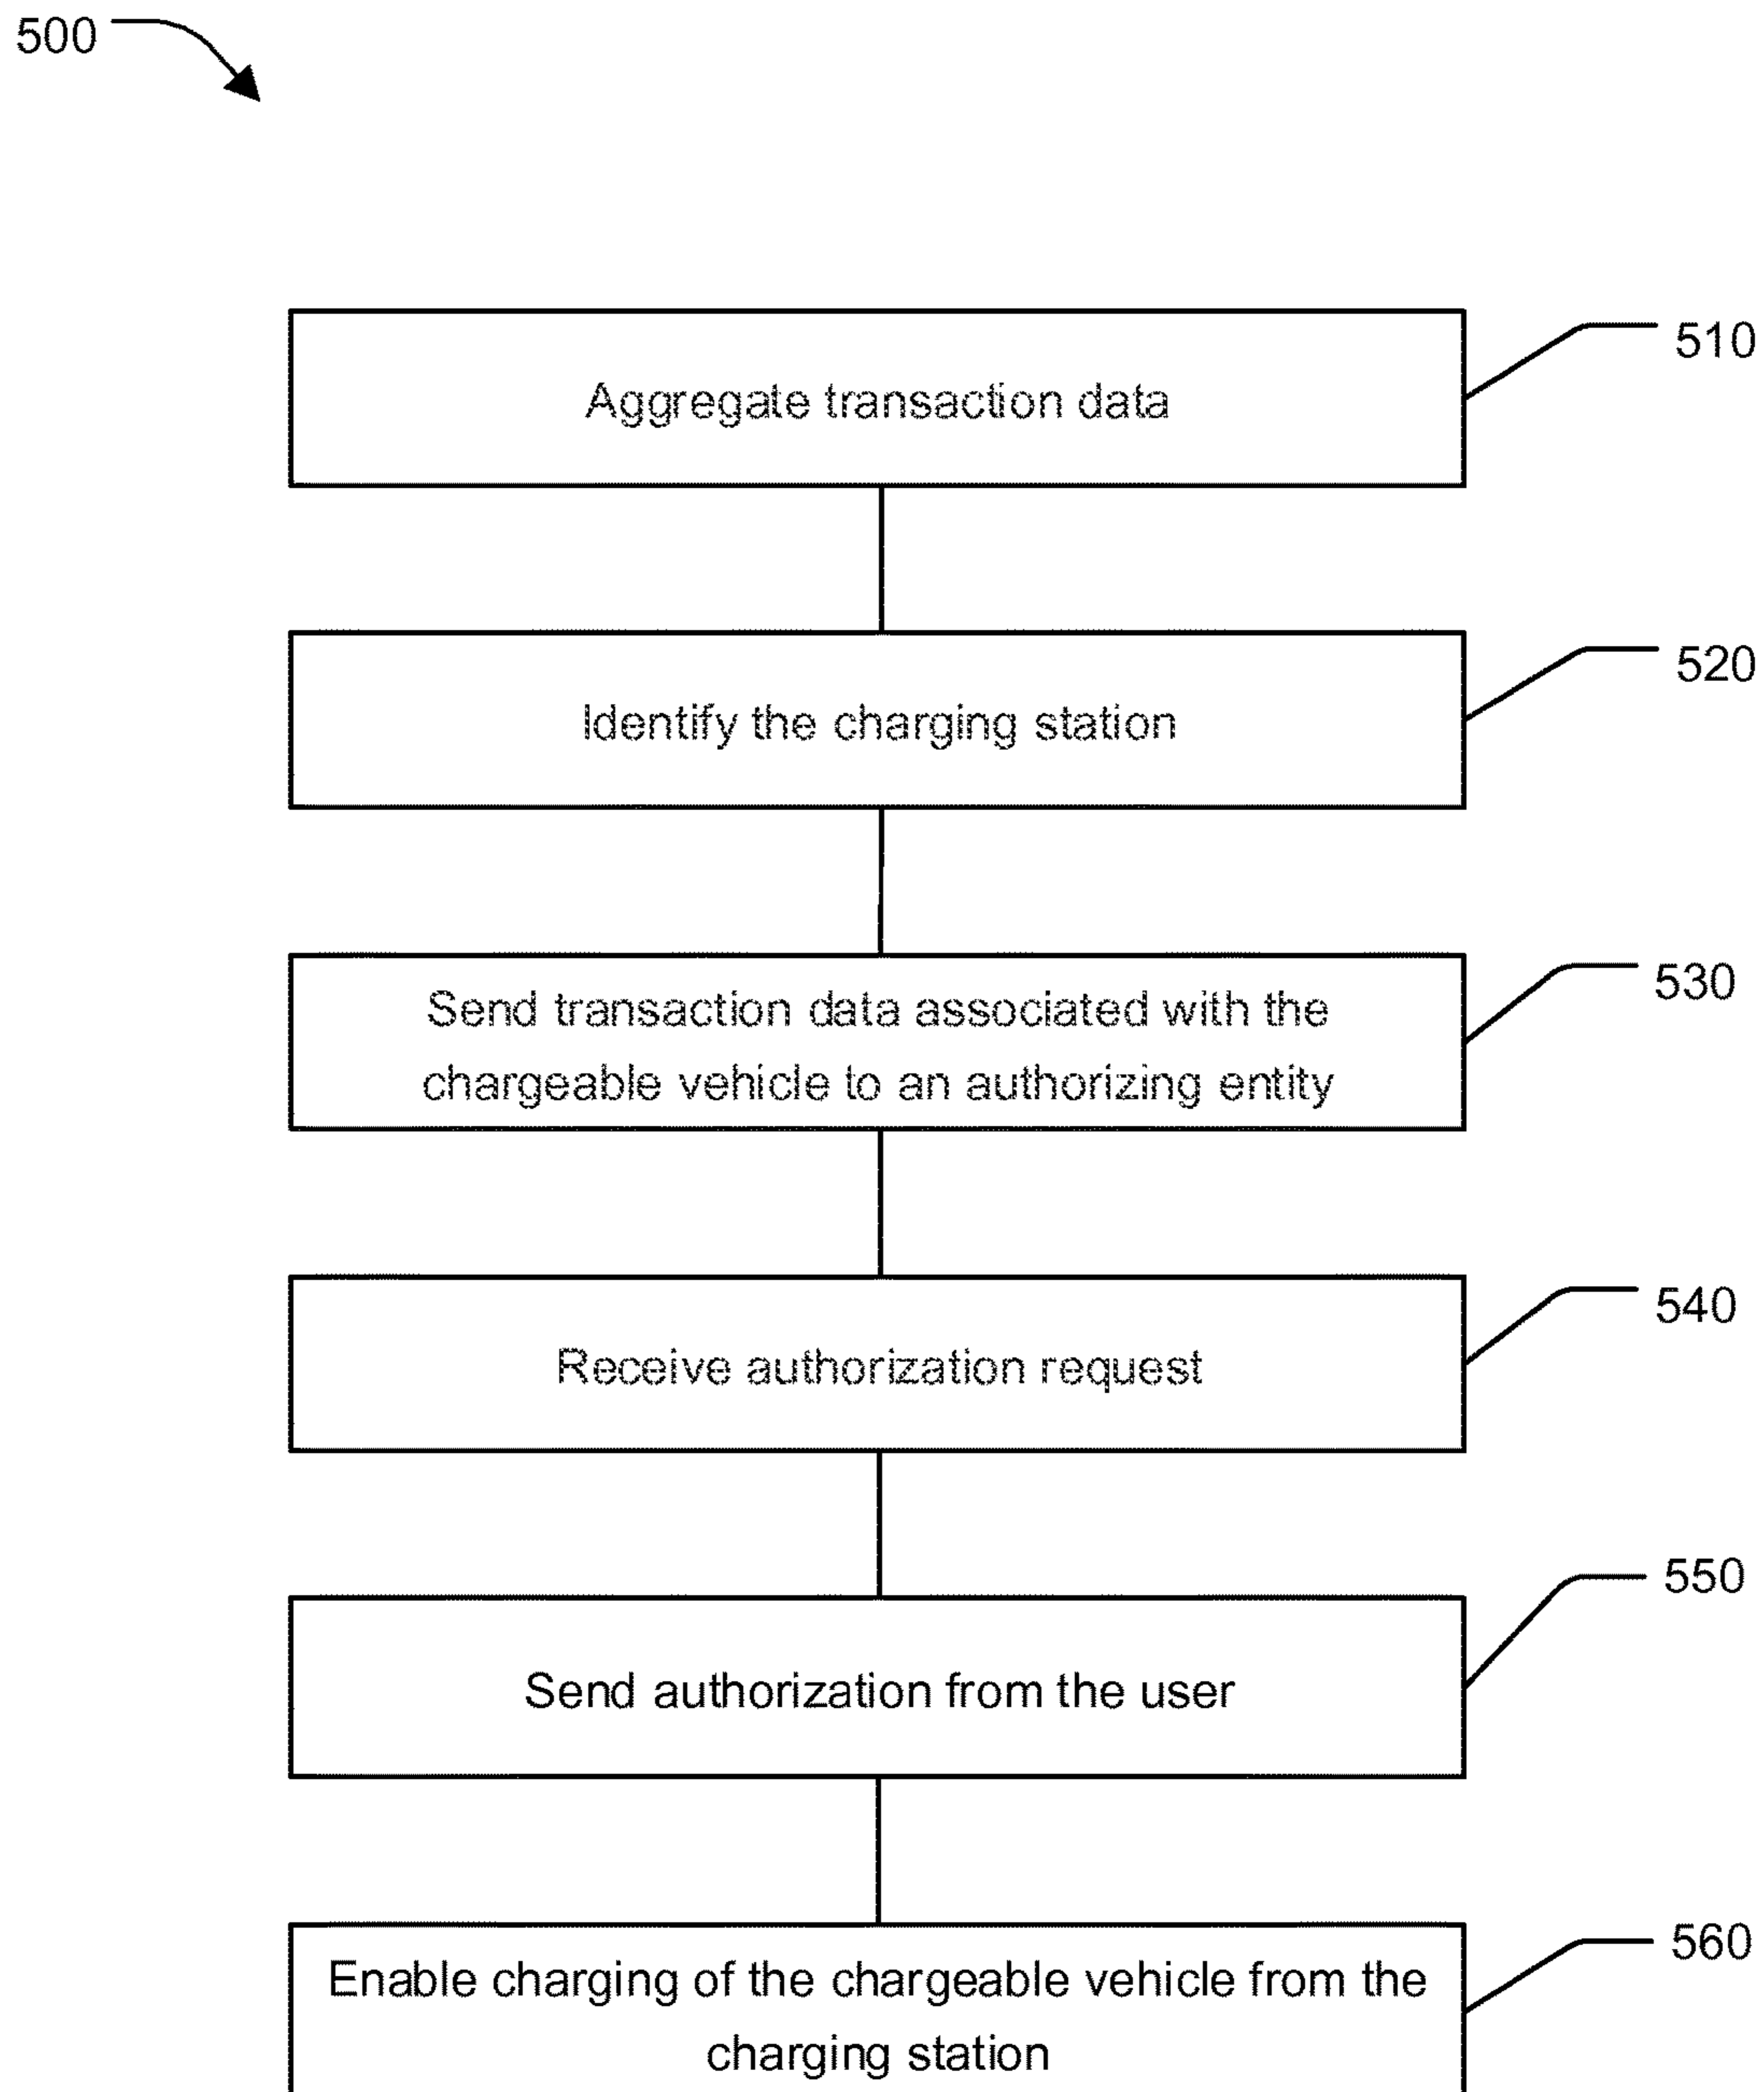 500
Aggregate transaction data
510
Identify the charging station
520
Send transaction data associated with the
chargeable vehicle to an authorizing entity
530
Receive authorization request
540
Send authorization from the user
550
Enable charging of the chargeable vehicle from the
charging station
560